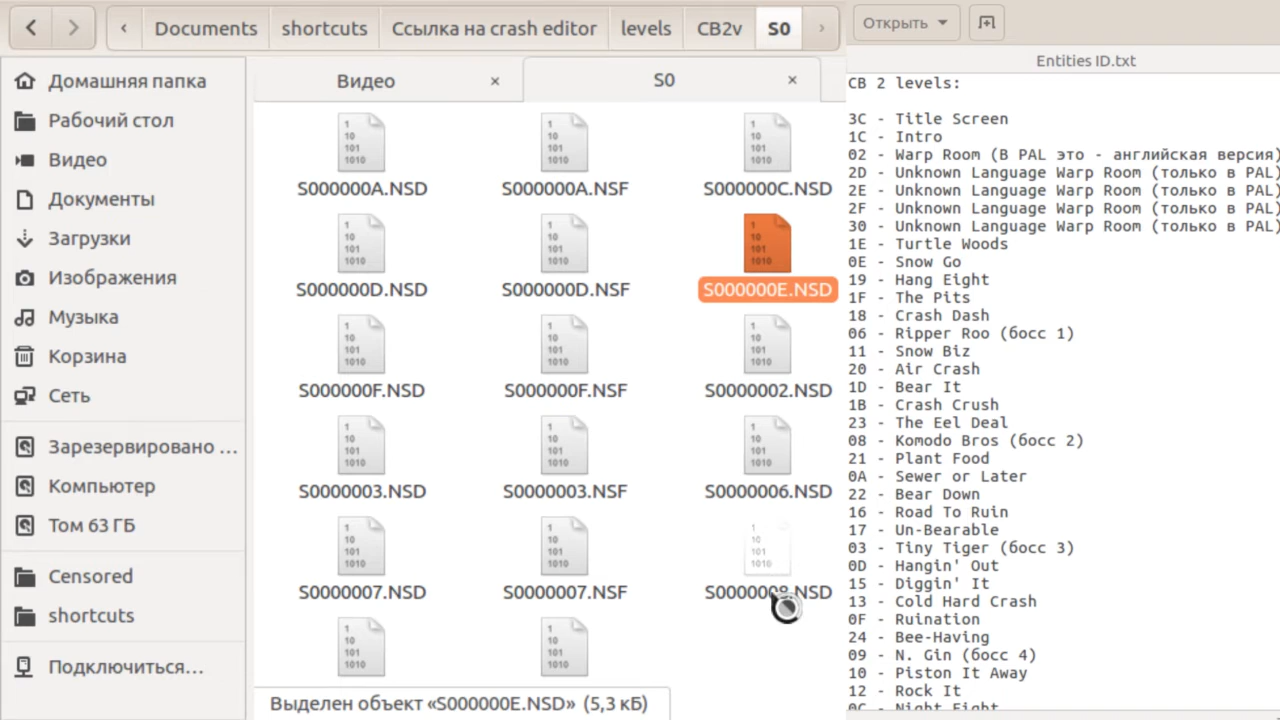 Documents shortcuts Ссылка на crash editor levels CB2v S0
Видео × S0 ×
Домашняя папка
Рабочий стол
Видео
Документы
Загрузки
Изображения
Музыка
Корзина
Сеть
Зарезервировано ...
Компьютер
Том 63 ГБ
Censored
shortcuts
Подключиться...
S000000A.NSD S000000A.NSF S000000C.NSD
S000000D.NSD S000000D.NSF S000000E.NSD
S000000F.NSD S000000F.NSF S0000002.NSD
S0000003.NSD S0000003.NSF S0000006.NSD
S0000007.NSD S0000007.NSF S0000008.NSD
Выделен объект «S000000E.NSD» (5,3 кБ)
Открыть
Entities ID.txt
CB 2 levels:
3C - Title Screen
1C - Intro
02 - Warp Room (В PAL это - английская версия)
2D - Unknown Language Warp Room (только в PAL)
2E - Unknown Language Warp Room (только в PAL)
2F - Unknown Language Warp Room (только в PAL)
30 - Unknown Language Warp Room (только в PAL)
1E - Turtle Woods
0E - Snow Go
19 - Hang Eight
1F - The Pits
18 - Crash Dash
06 - Ripper Roo (босс 1)
11 - Snow Biz
20 - Air Crash
1D - Bear It
1B - Crash Crush
23 - The Eel Deal
08 - Komodo Bros (босс 2)
21 - Plant Food
0A - Sewer or Later
22 - Bear Down
16 - Road To Ruin
17 - Un-Bearable
03 - Tiny Tiger (босс 3)
0D - Hangin' Out
15 - Diggin' It
13 - Cold Hard Crash
0F - Ruination
24 - Bee-Having
09 - N. Gin (босс 4)
10 - Piston It Away
12 - Rock It
0C - Night Fight